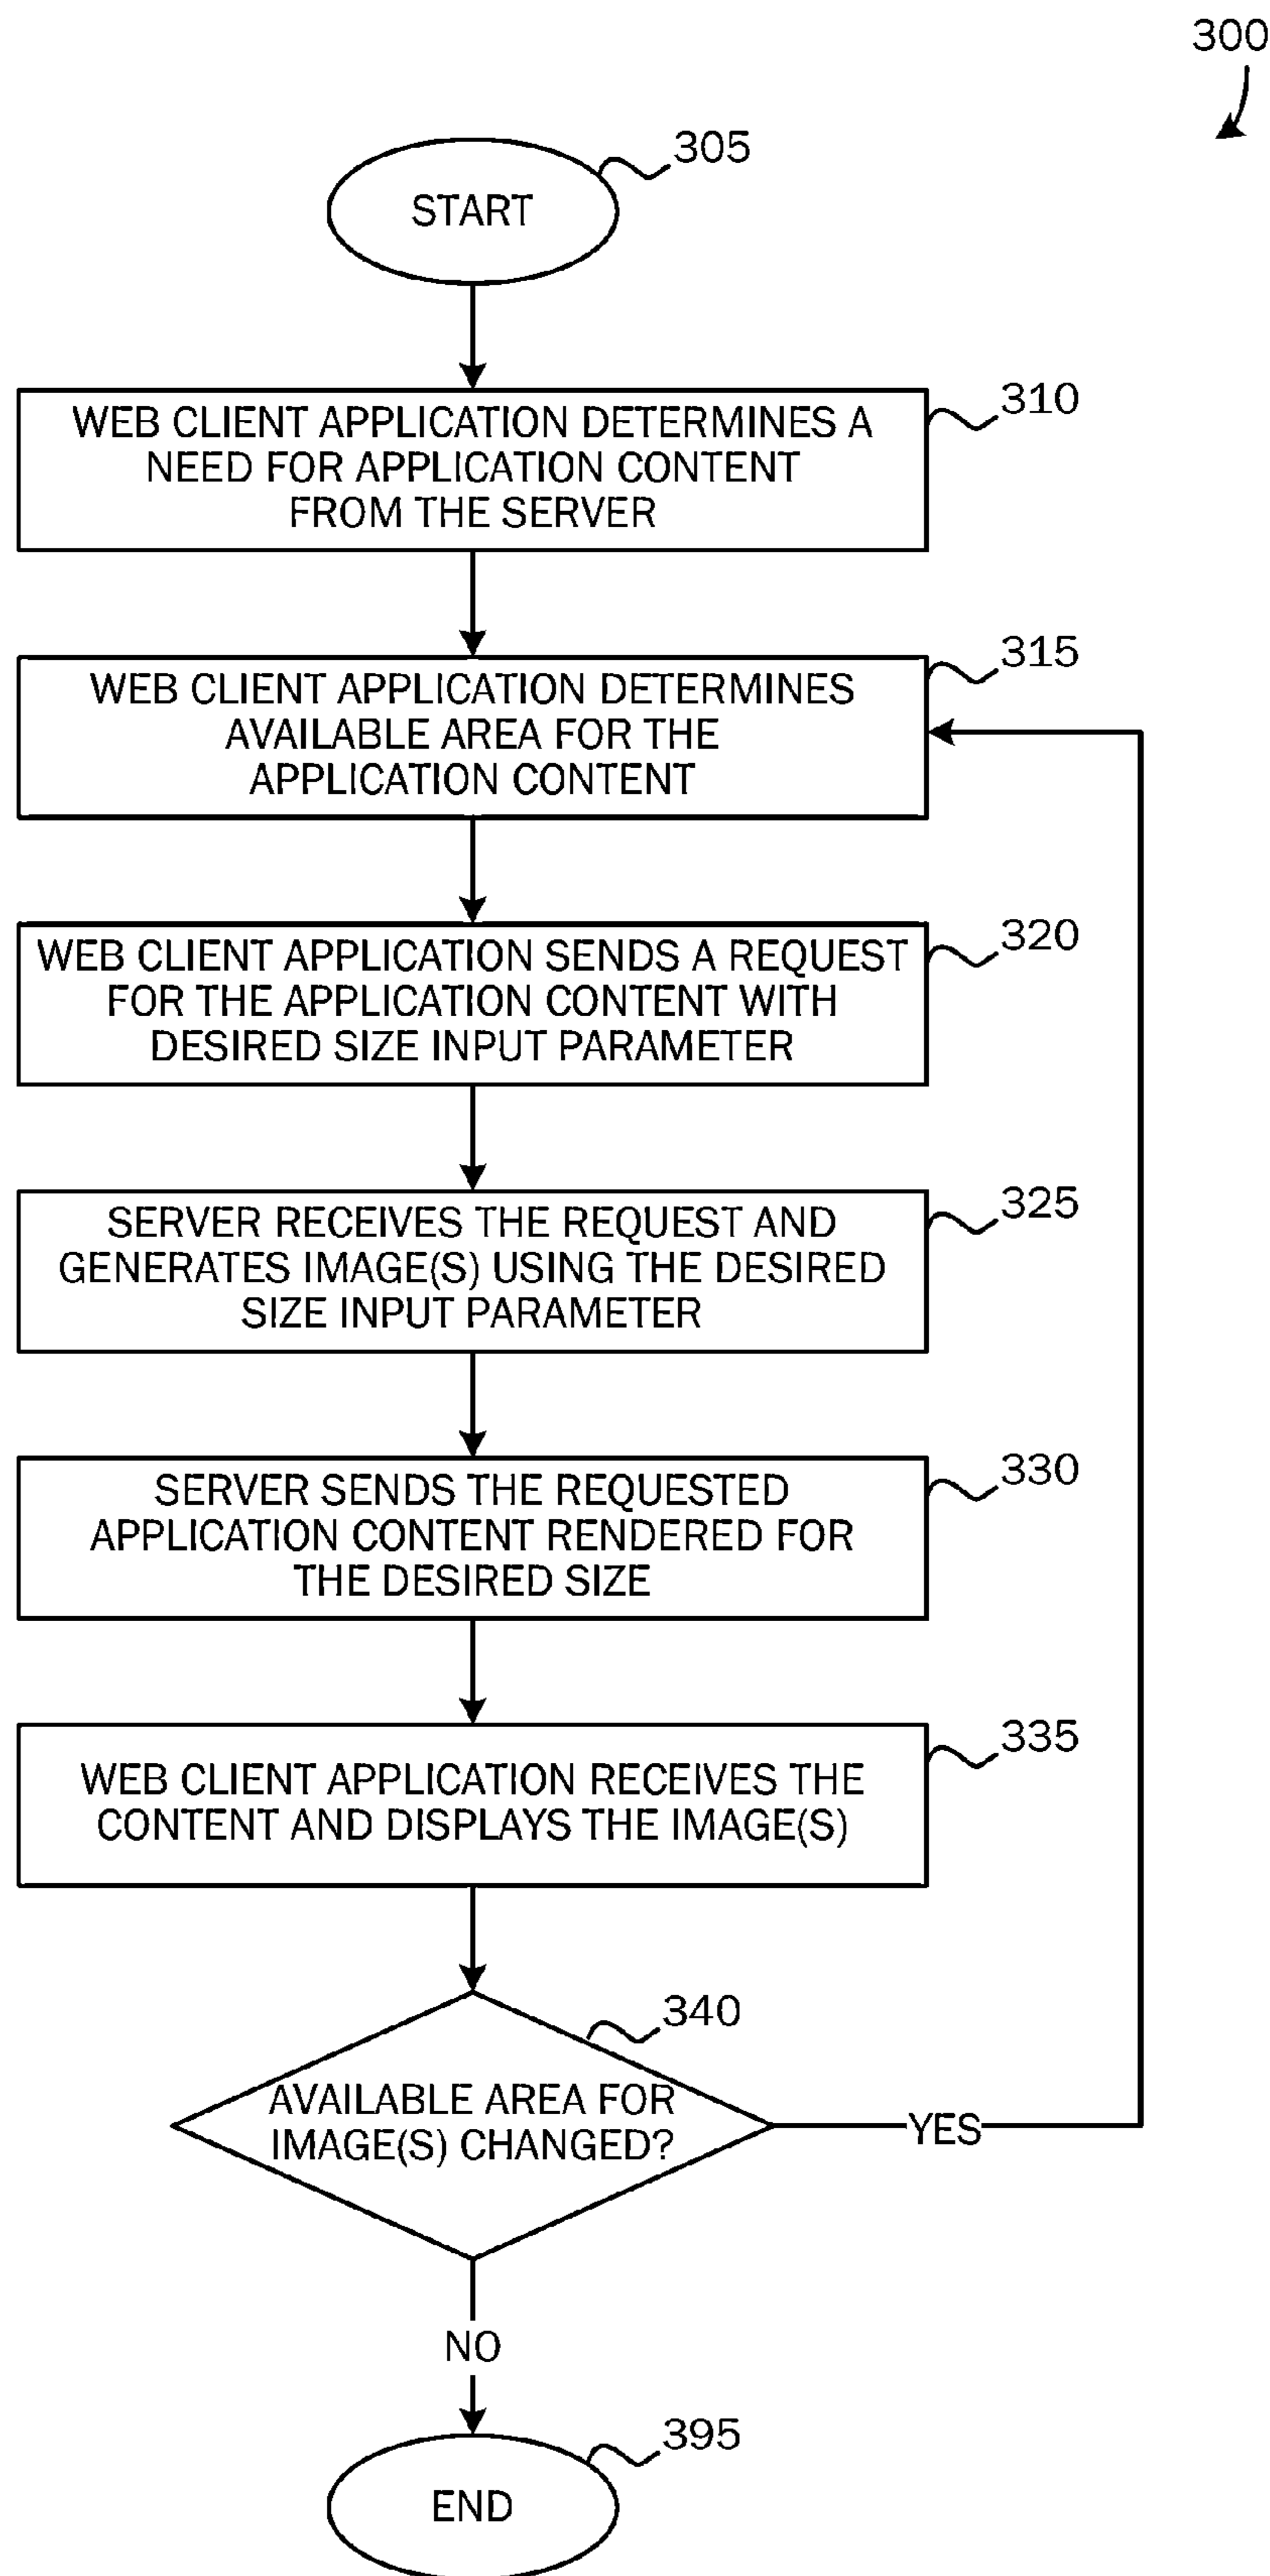 300
305
START
310
WEB CLIENT APPLICATION DETERMINES A
NEED FOR APPLICATION CONTENT
FROM THE SERVER
315
WEB CLIENT APPLICATION DETERMINES
AVAILABLE AREA FOR THE
APPLICATION CONTENT
320
WEB CLIENT APPLICATION SENDS A REQUEST
FOR THE APPLICATION CONTENT WITH
DESIRED SIZE INPUT PARAMETER
325
SERVER RECEIVES THE REQUEST AND
GENERATES IMAGE(S) USING THE DESIRED
SIZE INPUT PARAMETER
330
SERVER SENDS THE REQUESTED
APPLICATION CONTENT RENDERED FOR
THE DESIRED SIZE
335
WEB CLIENT APPLICATION RECEIVES THE
CONTENT AND DISPLAYS THE IMAGE(S)
340
AVAILABLE AREA FOR
IMAGE(S) CHANGED?
YES
NO
395
END